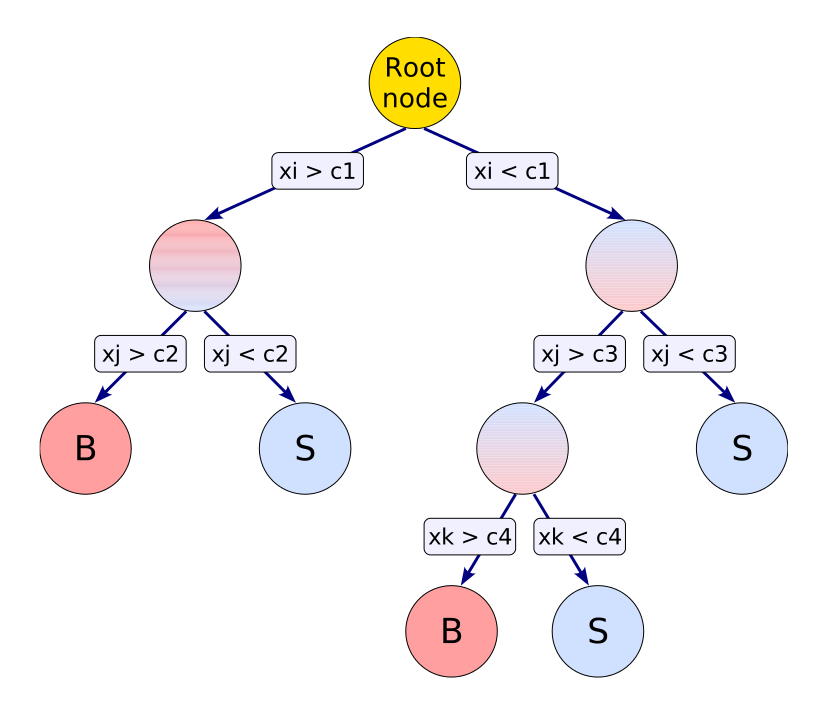 Root
node
xi > c1
xi < c1
xj > c2
xj < c2
xj > c3
xj < c3
B
S
S
xk > c4
xk < c4
B
S